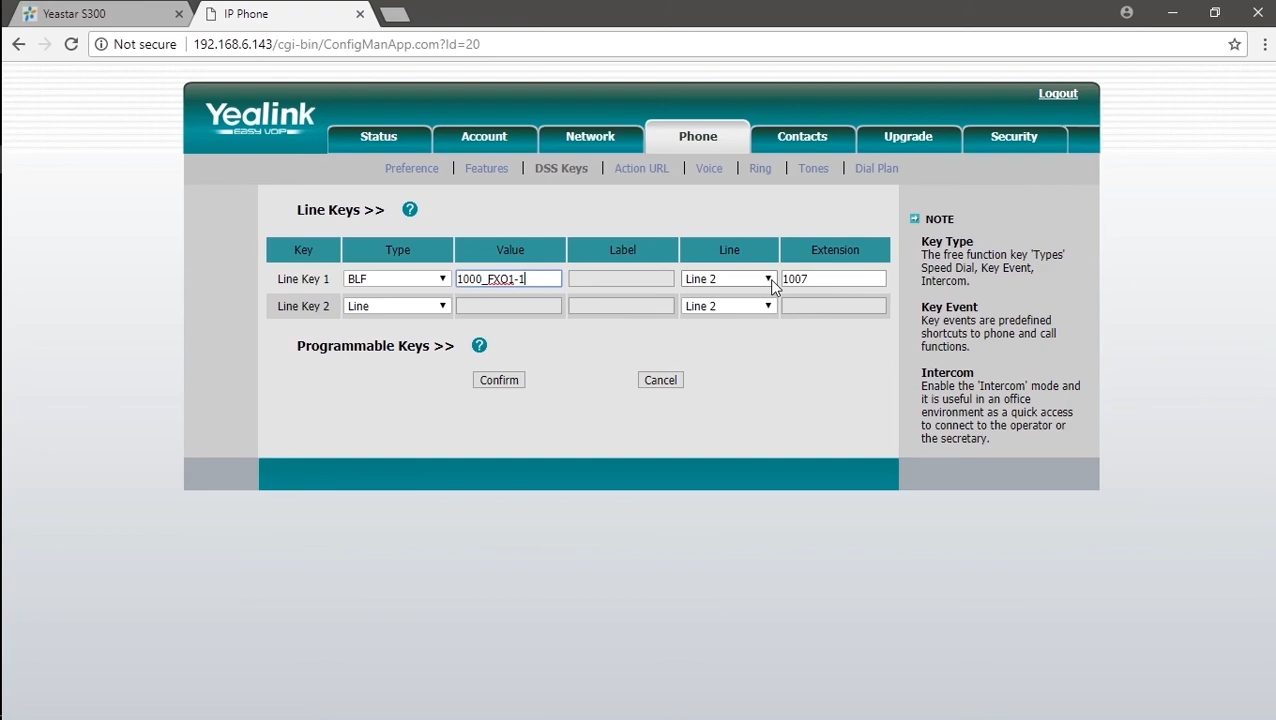 Yeastar S300
IP Phone
Not secure 192.168.6.143/cgi-bin/ConfigManApp.com?Id=20
Logout
Yealink
EASY VOIP
Status Account Network Phone Contacts Upgrade Security
Preference Features DSS Keys Action URL Voice Ring Tones Dial Plan
Line Keys >> ?
Key Type Value Label Line Extension
Line Key 1 BLF 1000_FXO1-1 Line 2 1007
Line Key 2 Line Line 2
Programmable Keys >> ?
Confirm Cancel
NOTE
Key Type
The free function key 'Types'
Speed Dial, Key Event,
Intercom.
Key Event
Key events are predefined
shortcuts to phone and call
functions.
Intercom
Enable the 'Intercom' mode and
it is useful in an office
environment as a quick access
to connect to the operator or
the secretary.